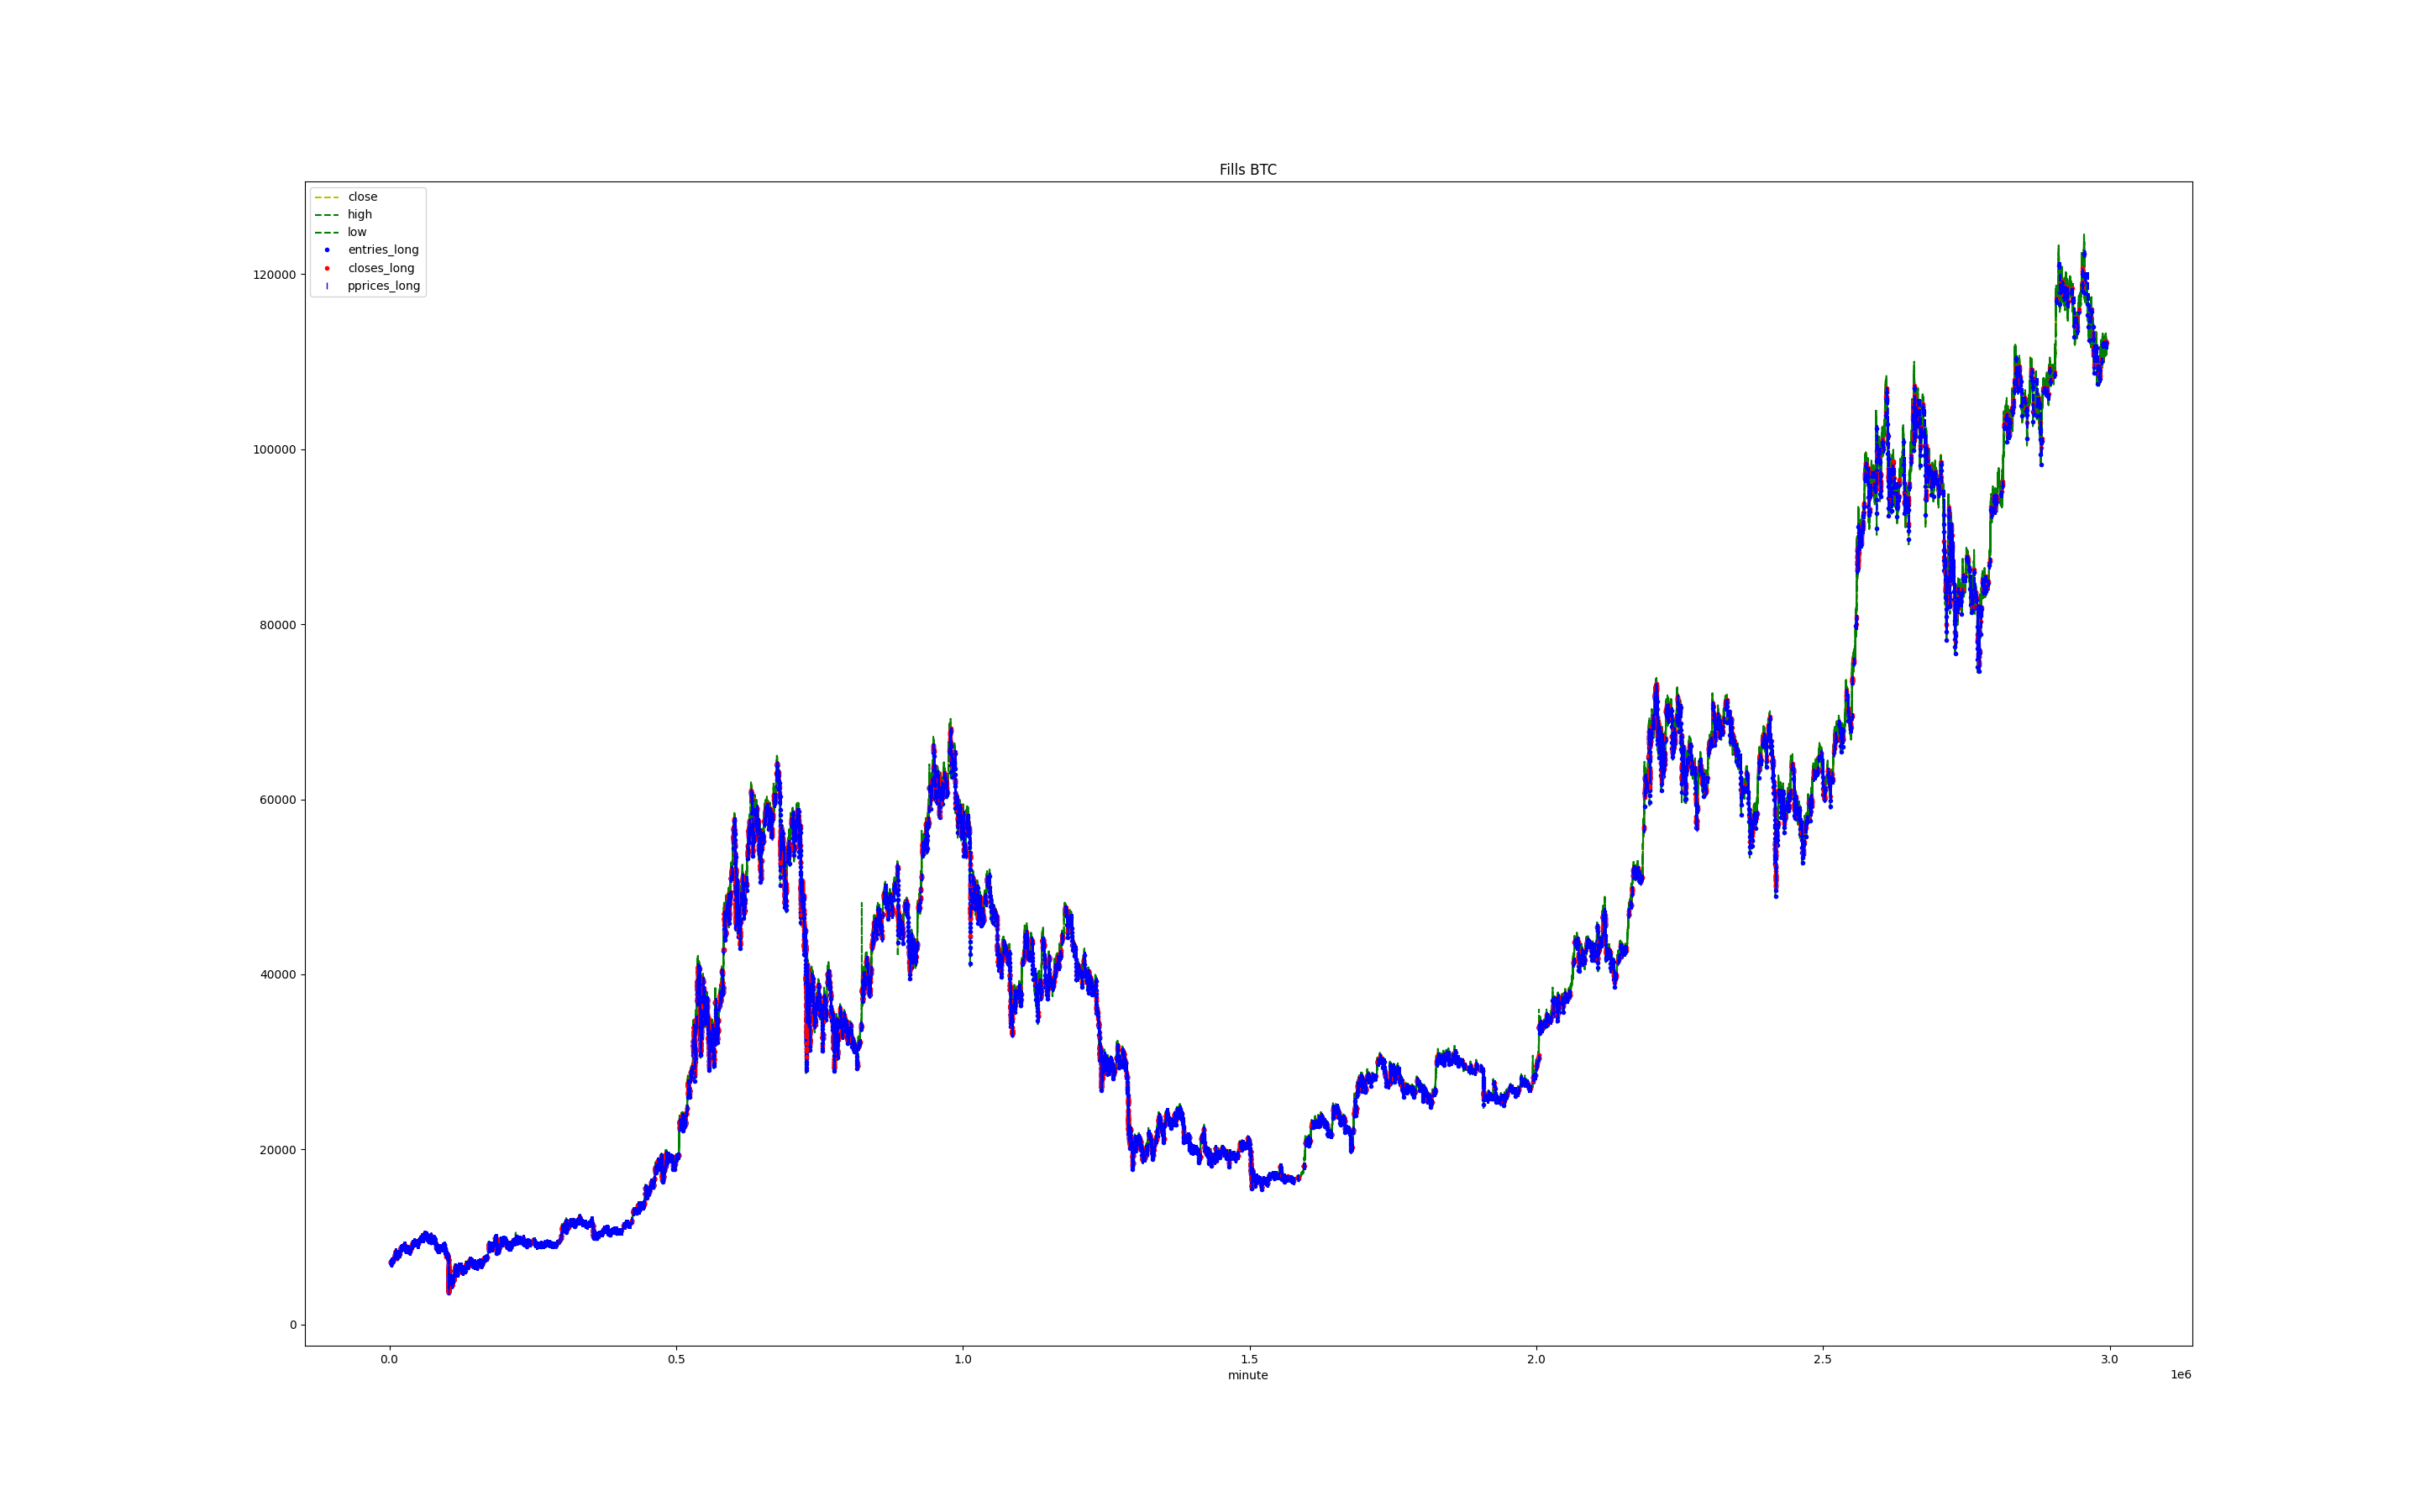 Fills BTC
close
high
low
entries_long
closes_long
pprices_long
120000
100000
80000
60000
40000
20000
0
0.0 0.5 1.0 1.5 2.0 2.5 3.0
minute
1e6